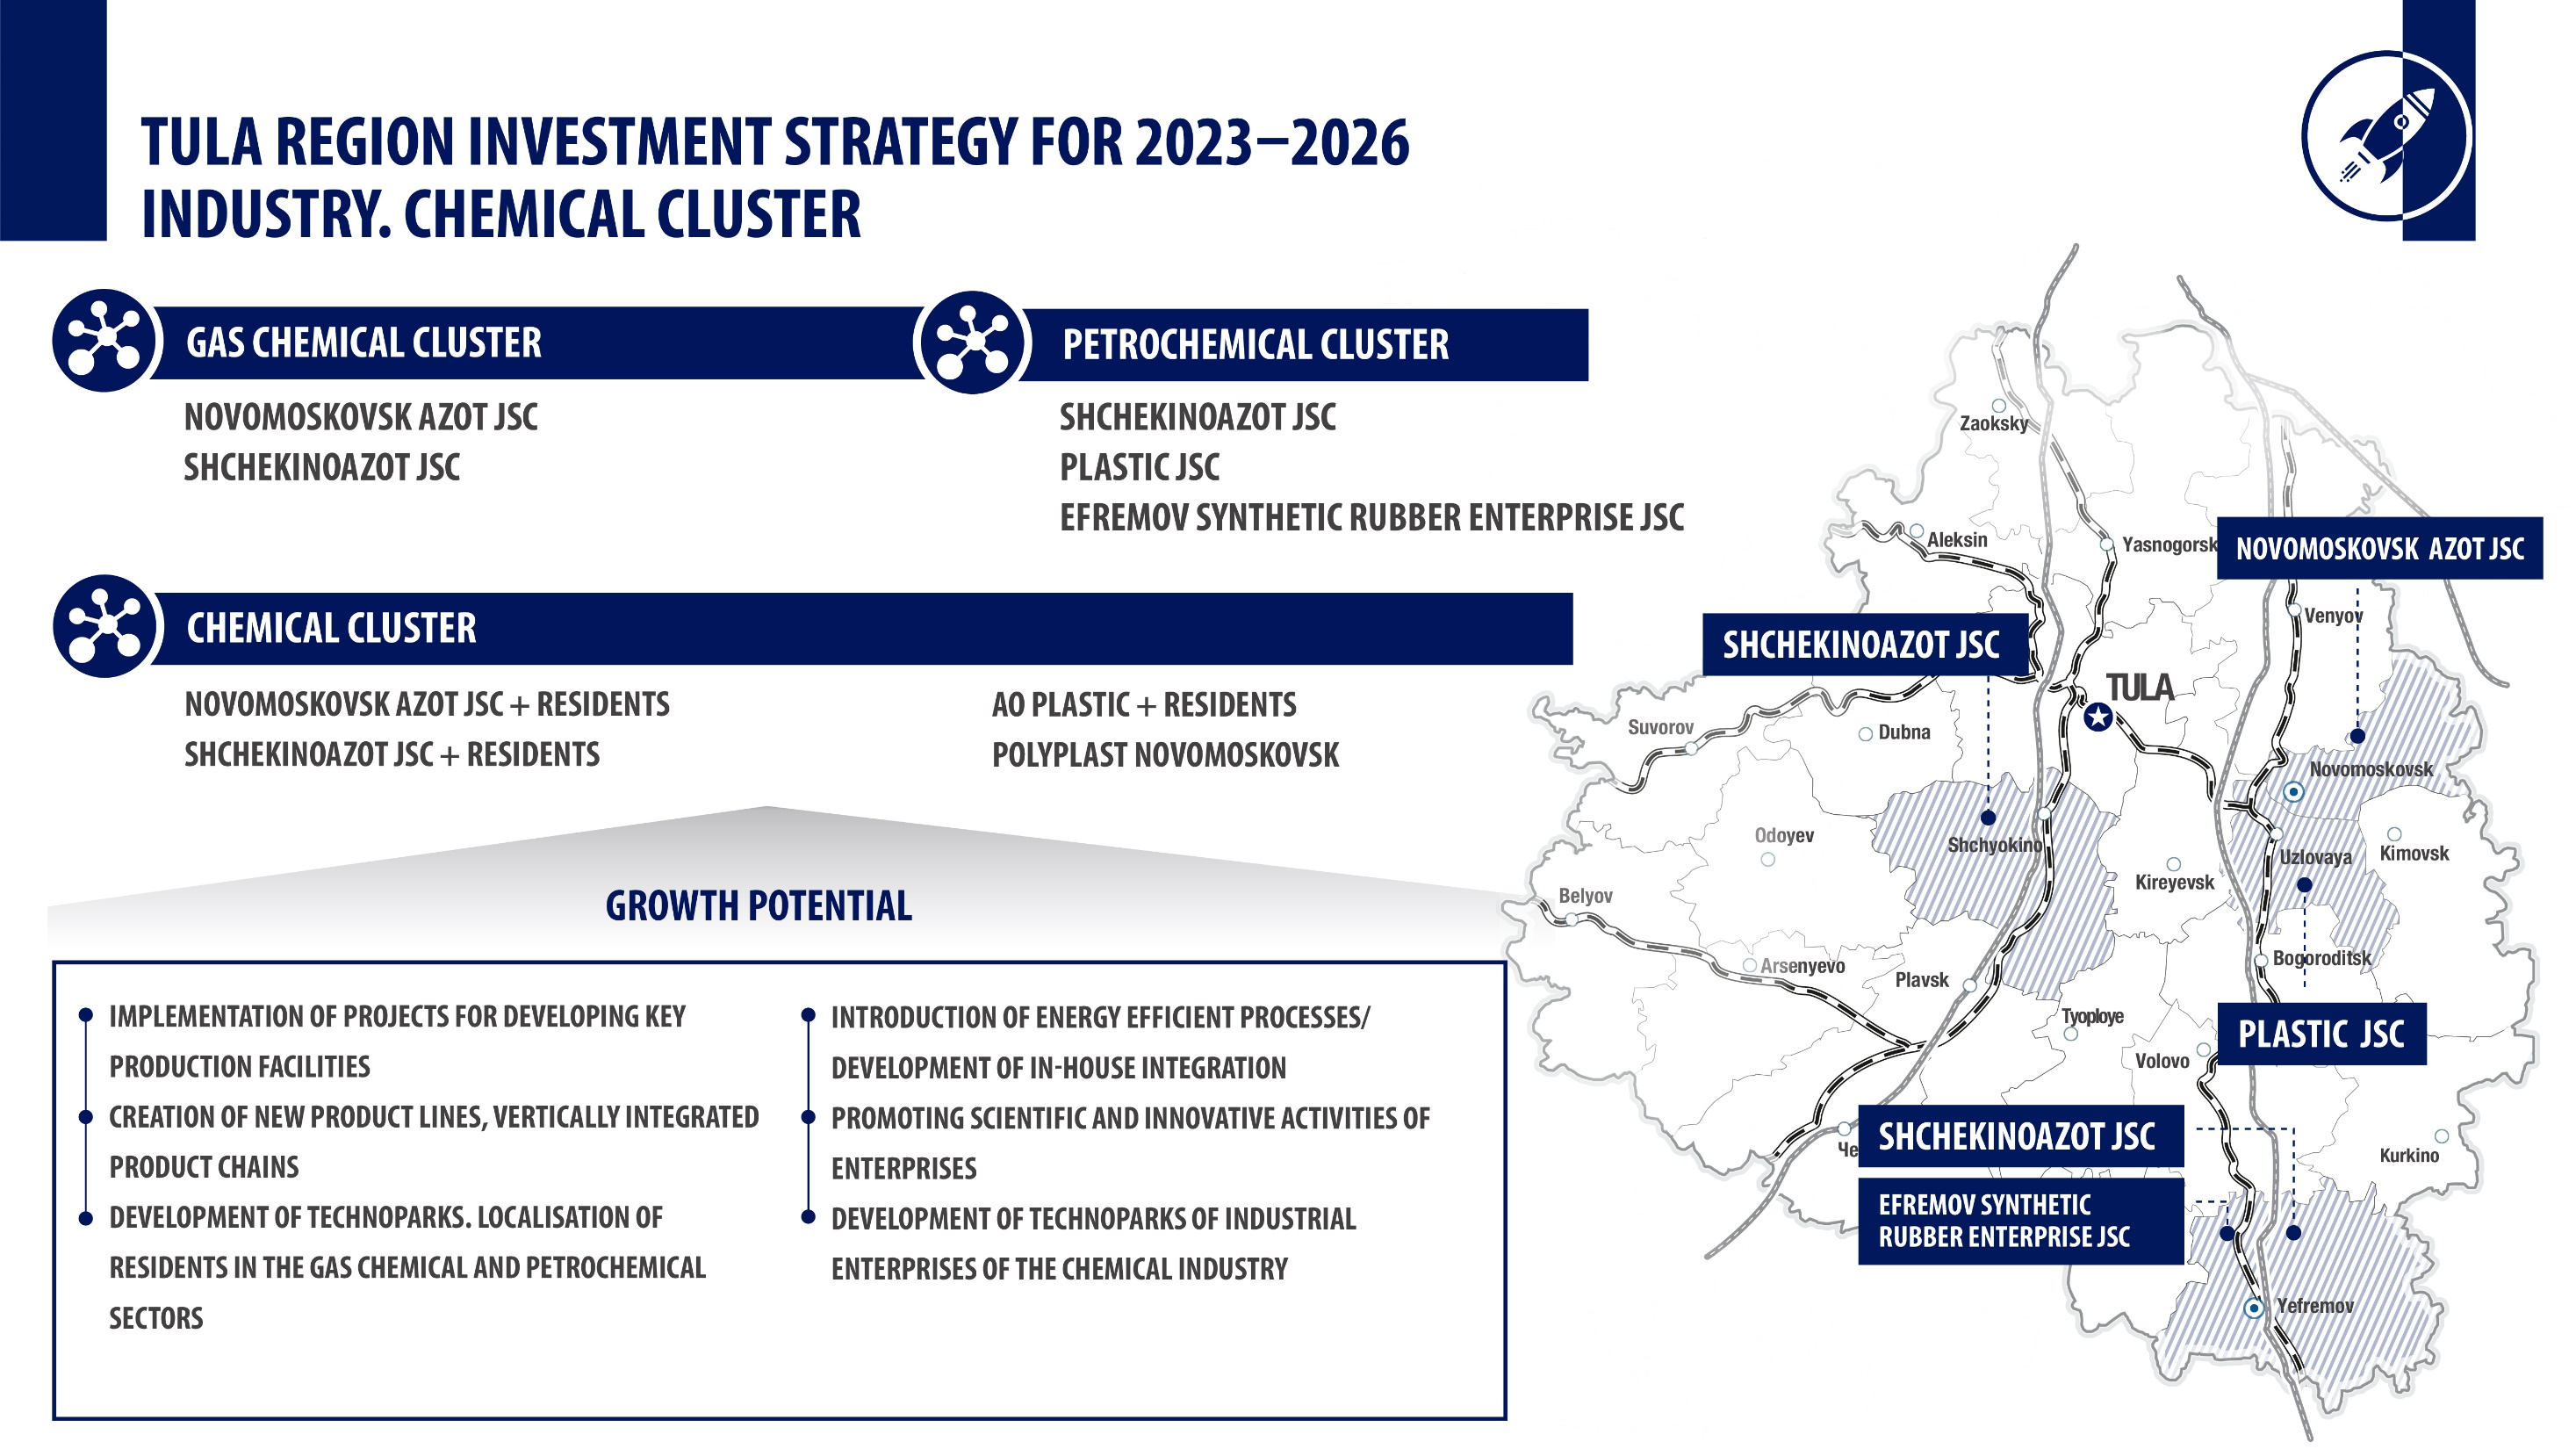 TULA REGION INVESTMENT STRATEGY FOR 2023–2026
INDUSTRY. CHEMICAL CLUSTER
GAS CHEMICAL CLUSTER
NOVOMOSKOVSK AZOT JSC
SHCHEKINOAZOT JSC
PETROCHEMICAL CLUSTER
SHCHEKINOAZOT JSC
PLASTIC JSC
EFREMOV SYNTHETIC RUBBER ENTERPRISE JSC
CHEMICAL CLUSTER
NOVOMOSKOVSK AZOT JSC + RESIDENTS
SHCHEKINOAZOT JSC + RESIDENTS
AO PLASTIC + RESIDENTS
POLYPLAST NOVOMOSKOVSK
GROWTH POTENTIAL
IMPLEMENTATION OF PROJECTS FOR DEVELOPING KEY
PRODUCTION FACILITIES
CREATION OF NEW PRODUCT LINES, VERTICALLY INTEGRATED
PRODUCT CHAINS
DEVELOPMENT OF TECHNOPARKS. LOCALISATION OF
RESIDENTS IN THE GAS CHEMICAL AND PETROCHEMICAL
SECTORS
INTRODUCTION OF ENERGY EFFICIENT PROCESSES/
DEVELOPMENT OF IN-HOUSE INTEGRATION
PROMOTING SCIENTIFIC AND INNOVATIVE ACTIVITIES OF
ENTERPRISES
DEVELOPMENT OF TECHNOPARKS OF INDUSTRIAL
ENTERPRISES OF THE CHEMICAL INDUSTRY
Zaoksky
Aleksin
Yasnogorsk
NOVOMOSKOVSK AZOT JSC
Venyov
SHCHEKINOAZOT JSC
TULA
Suvorov
Dubna
Novomoskovsk
Odoyev
Shchyokino
Uzlovaya
Kimovsk
Kireyevsk
Belyov
Arsenyevo
Plavsk
Bogoroditsk
Tyoploye
Volovo
PLASTIC JSC
Че
SHCHEKINOAZOT JSC
Kurkino
EFREMOV SYNTHETIC
RUBBER ENTERPRISE JSC
Yefremov